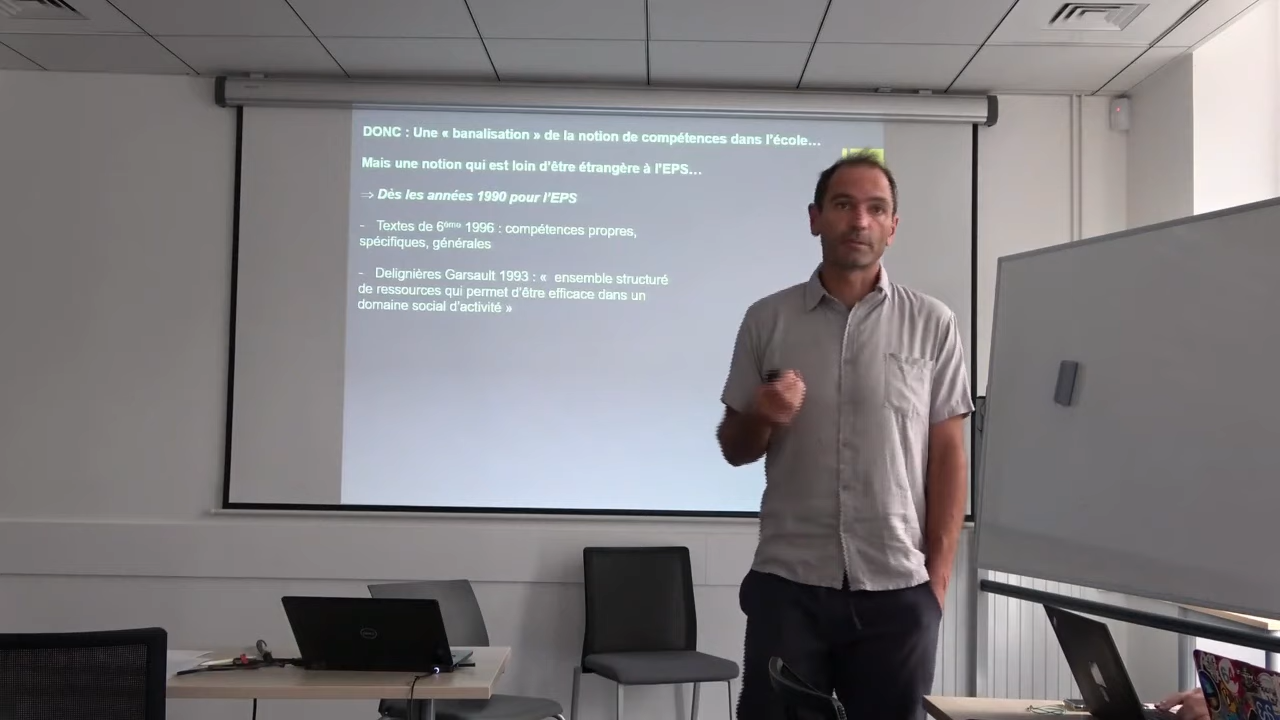 DONC : Une « banalisation » de la notion de compétences dans l'école…
Mais une notion qui est loin d'être étrangère à l'EPS…
⇒ Dès les années 1990 pour l'EPS
- Textes de 6ème 1996 : compétences propres,
spécifiques, générales
- Delignières Garsault 1993 : « ensemble structuré
de ressources qui permet d'être efficace dans un
domaine social d'activité »
DELL